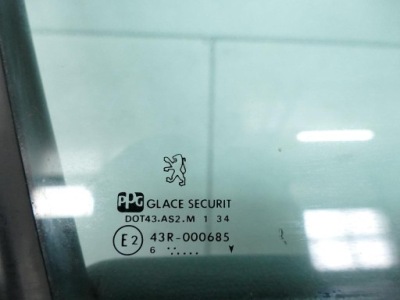 PPG GLACE SECURIT
DOT43.AS2.M 1 34
E2 43R-000685
6 ..... V